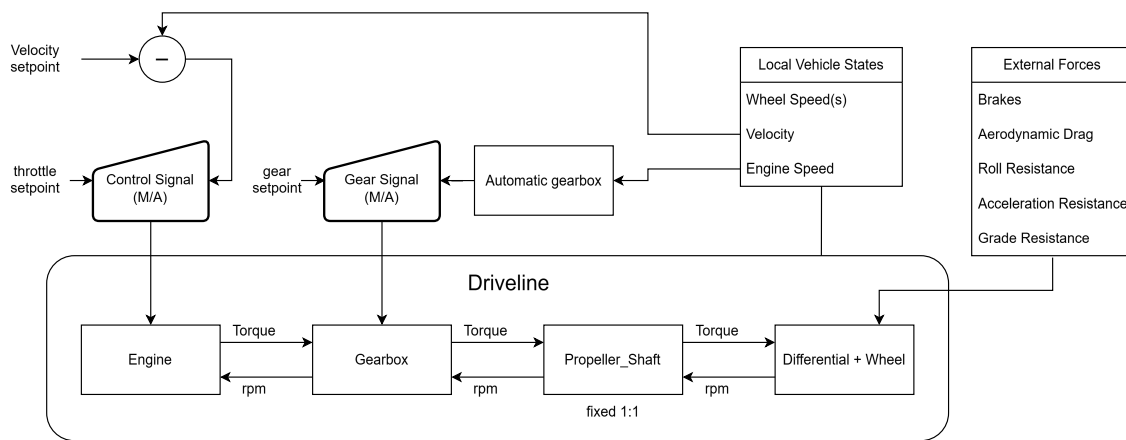 Velocity
setpoint
−
Local Vehicle States
Wheel Speed(s)
Velocity
Engine Speed
External Forces
Brakes
Aerodynamic Drag
Roll Resistance
Acceleration Resistance
Grade Resistance
throttle
setpoint
Control Signal
(M/A)
gear
setpoint
Gear Signal
(M/A)
Automatic gearbox
Driveline
Engine
Torque
rpm
Gearbox
Torque
rpm
Propeller_Shaft
fixed 1:1
Torque
rpm
Differential + Wheel